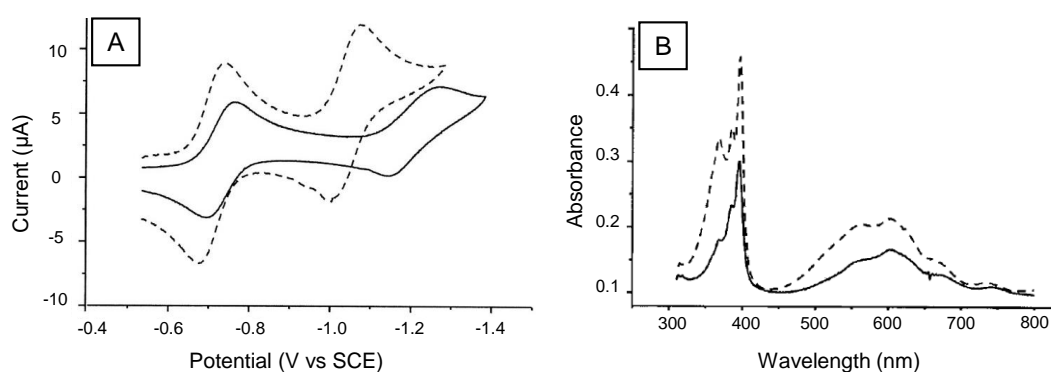 A
10
5
0
-5
-10
-0.4 -0.6 -0.8 -1.0 -1.2 -1.4
Current (µA)
Potential (V vs SCE)
B
0.4
0.3
0.2
0.1
300 400 500 600 700 800
Absorbance
Wavelength (nm)